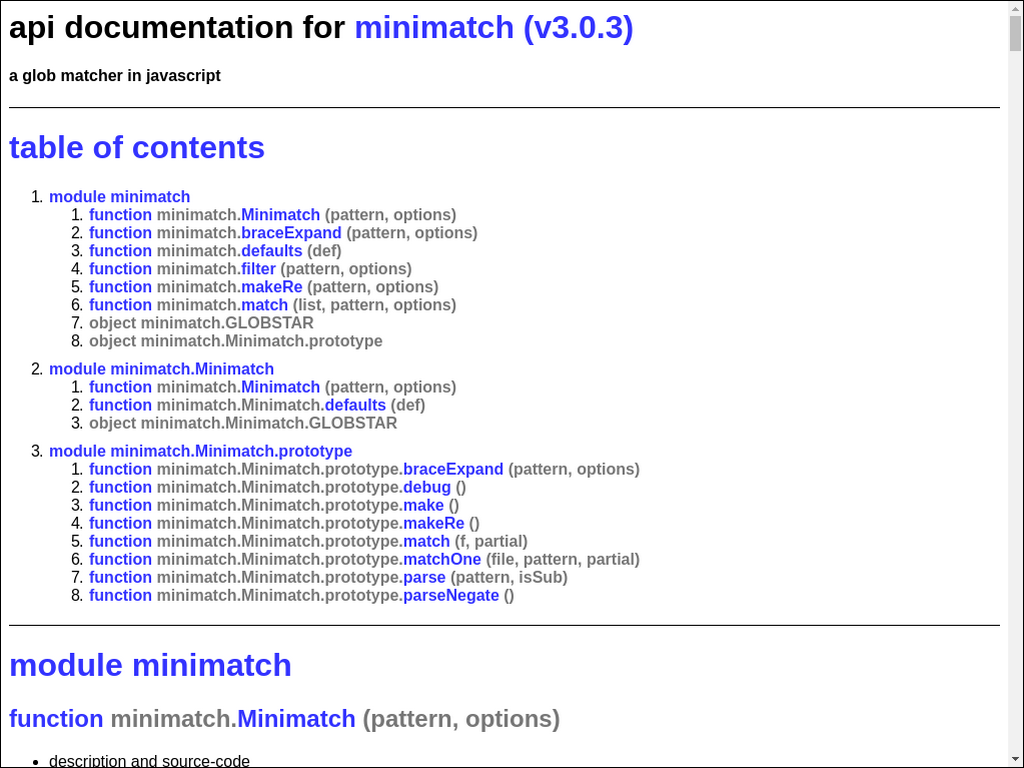 api documentation for minimatch (v3.0.3)
a glob matcher in javascript
table of contents
1. module minimatch
1. function minimatch.Minimatch (pattern, options)
2. function minimatch.braceExpand (pattern, options)
3. function minimatch.defaults (def)
4. function minimatch.filter (pattern, options)
5. function minimatch.makeRe (pattern, options)
6. function minimatch.match (list, pattern, options)
7. object minimatch.GLOBSTAR
8. object minimatch.Minimatch.prototype
2. module minimatch.Minimatch
1. function minimatch.Minimatch (pattern, options)
2. function minimatch.Minimatch.defaults (def)
3. object minimatch.Minimatch.GLOBSTAR
3. module minimatch.Minimatch.prototype
1. function minimatch.Minimatch.prototype.braceExpand (pattern, options)
2. function minimatch.Minimatch.prototype.debug ()
3. function minimatch.Minimatch.prototype.make ()
4. function minimatch.Minimatch.prototype.makeRe ()
5. function minimatch.Minimatch.prototype.match (f, partial)
6. function minimatch.Minimatch.prototype.matchOne (file, pattern, partial)
7. function minimatch.Minimatch.prototype.parse (pattern, isSub)
8. function minimatch.Minimatch.prototype.parseNegate ()
module minimatch
function minimatch.Minimatch (pattern, options)
• description and source-code